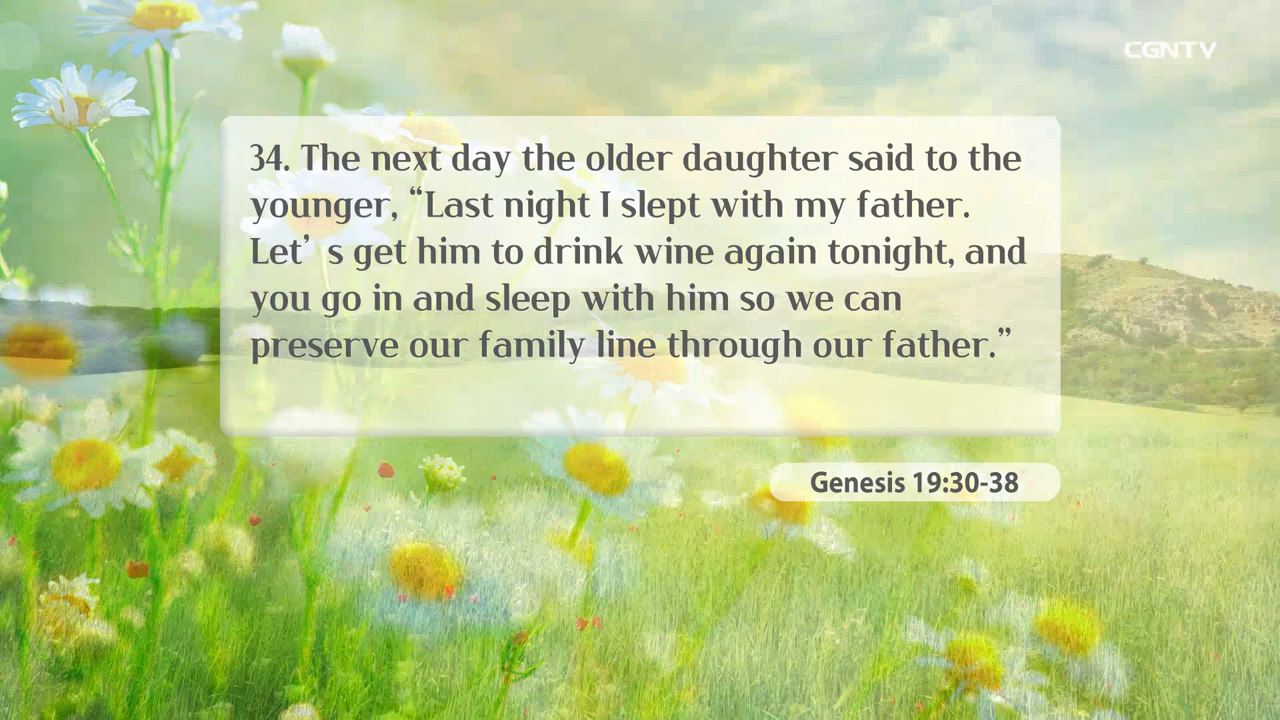 CGNTV
34. The next day the older daughter said to the
younger, “Last night I slept with my father.
Let’ s get him to drink wine again tonight, and
you go in and sleep with him so we can
preserve our family line through our father.”
Genesis 19:30-38